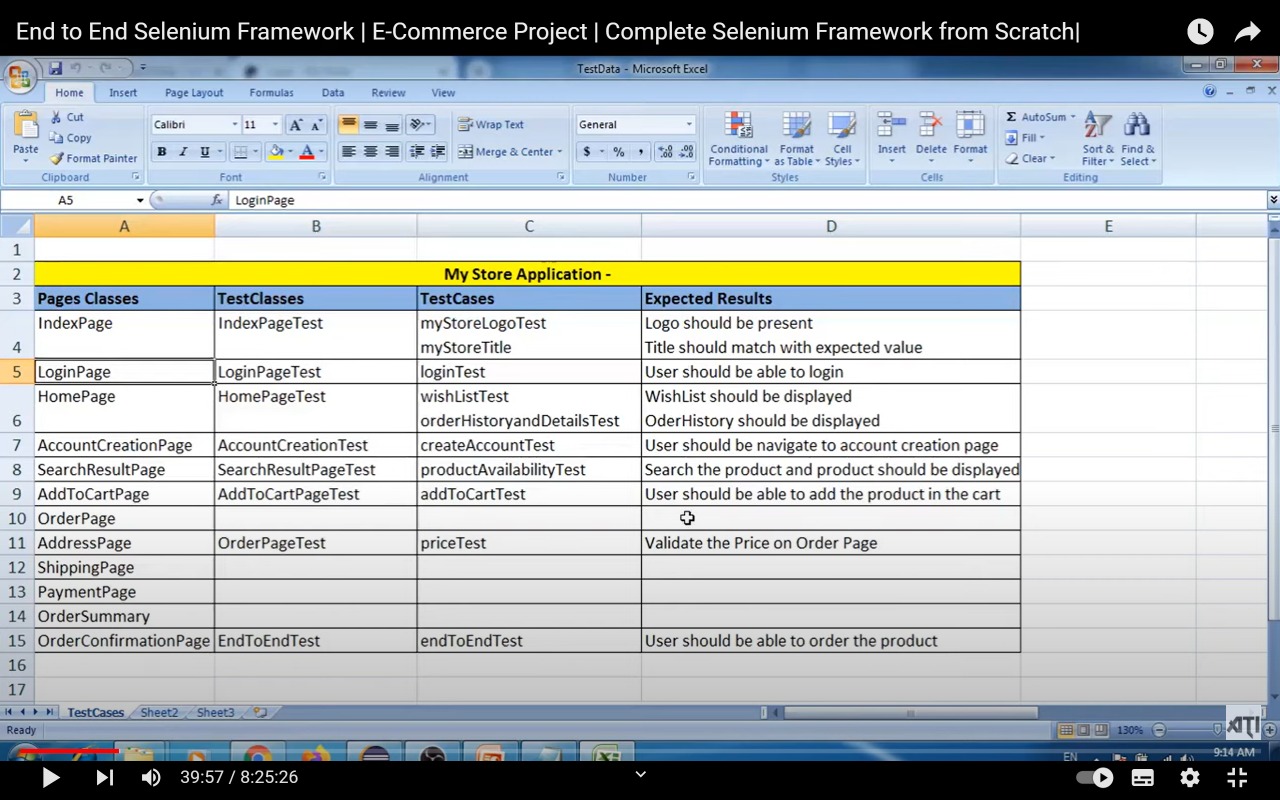 End to End Selenium Framework | E-Commerce Project | Complete Selenium Framework from Scratch|
TestData - Microsoft Excel
Home Insert Page Layout Formulas Data Review View
Paste Cut Copy Format Painter Clipboard
Calibri 11 A A B I U A Font
Wrap Text Merge & Center Alignment
General $ % , .0 .00 .00 .0 Number
Conditional Formatting Format as Table Cell Styles Styles
Insert Delete Format Cells
Σ AutoSum Fill Clear Sort & Filter Find & Select Editing
A5 fx LoginPage
A B C D E
1
2 My Store Application -
3 Pages Classes TestClasses TestCases Expected Results
IndexPage IndexPageTest myStoreLogoTest Logo should be present
4 myStoreTitle Title should match with expected value
5 LoginPage LoginPageTest loginTest User should be able to login
HomePage HomePageTest wishListTest WishList should be displayed
6 orderHistoryandDetailsTest OderHistory should be displayed
7 AccountCreationPage AccountCreationTest createAccountTest User should be navigate to account creation page
8 SearchResultPage SearchResultPageTest productAvailabilityTest Search the product and product should be displayed
9 AddToCartPage AddToCartPageTest addToCartTest User should be able to add the product in the cart
10 OrderPage
11 AddressPage OrderPageTest priceTest Validate the Price on Order Page
12 ShippingPage
13 PaymentPage
14 OrderSummary
15 OrderConfirmationPage EndToEndTest endToEndTest User should be able to order the product
16
17
TestCases Sheet2 Sheet3
Ready 130%
EN 9:14 AM
39:57 / 8:25:26